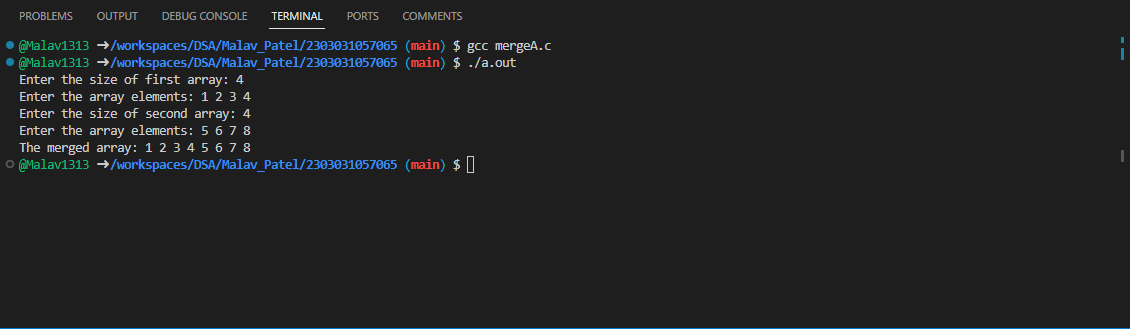 PROBLEMS OUTPUT DEBUG CONSOLE TERMINAL PORTS COMMENTS
@Malav1313 ➜/workspaces/DSA/Malav_Patel/2303031057065 (main) $ gcc mergeA.c
@Malav1313 ➜/workspaces/DSA/Malav_Patel/2303031057065 (main) $ ./a.out
Enter the size of first array: 4
Enter the array elements: 1 2 3 4
Enter the size of second array: 4
Enter the array elements: 5 6 7 8
The merged array: 1 2 3 4 5 6 7 8
@Malav1313 ➜/workspaces/DSA/Malav_Patel/2303031057065 (main) $